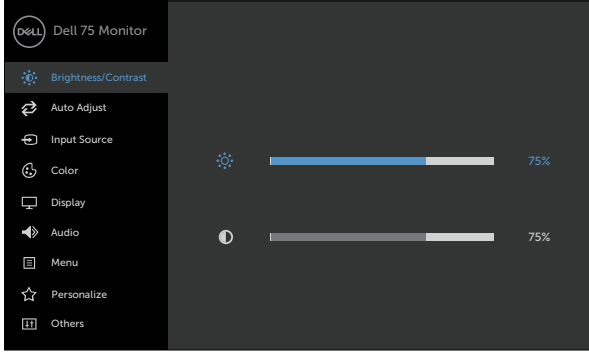 DELL
Dell 75 Monitor
Brightness/Contrast
Auto Adjust
Input Source
Color
Display
Audio
Menu
Personalize
Others
75%
75%